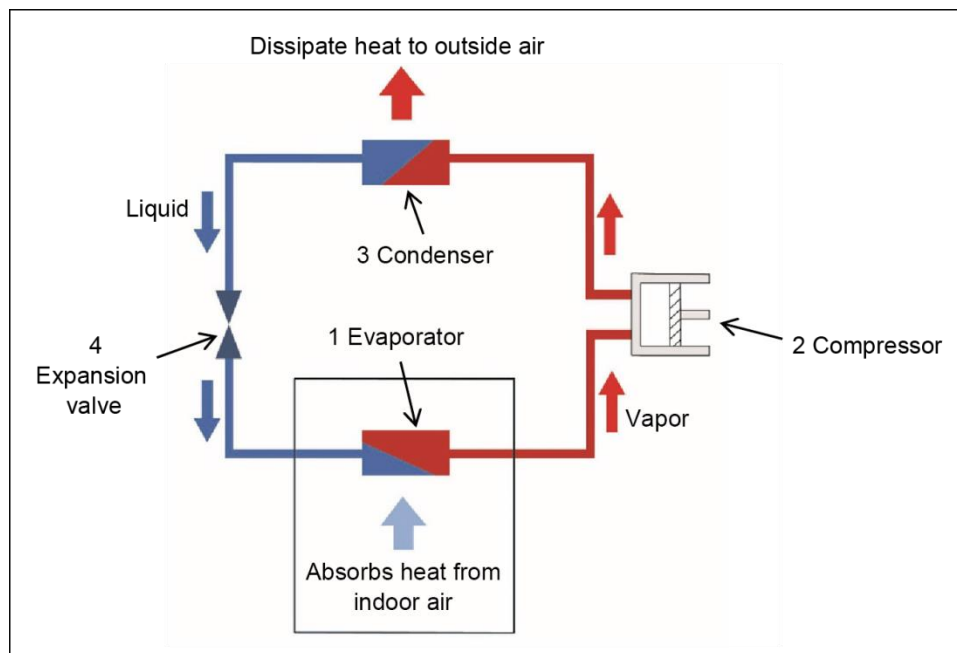 Dissipate heat to outside air
Liquid
3 Condenser
1 Evaporator
2 Compressor
4
Expansion
valve
Vapor
Absorbs heat from
indoor air